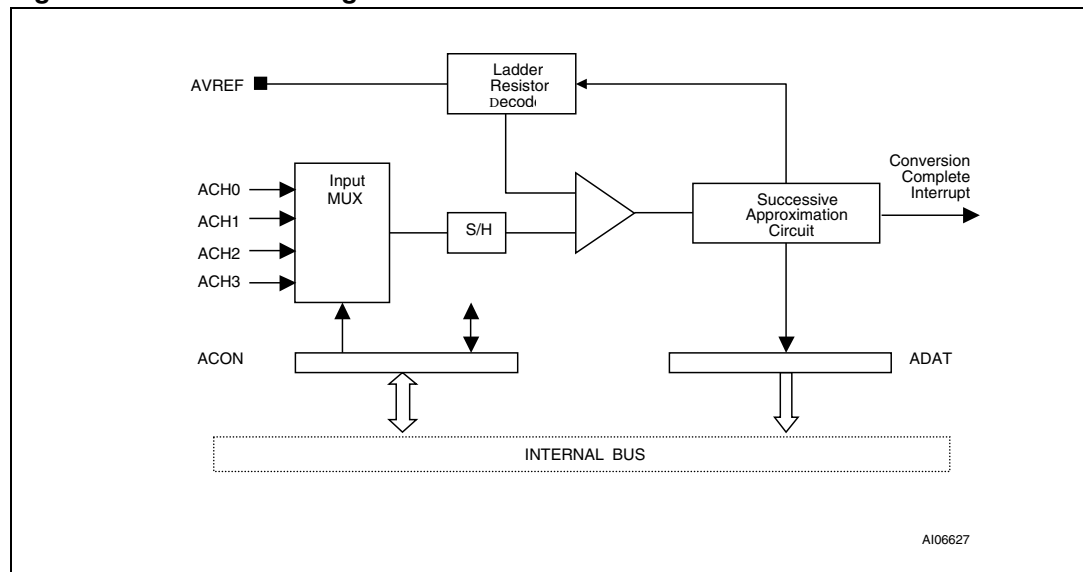 AVREF
Ladder
Resistor
Decode
ACH0
ACH1
ACH2
ACH3
Input
MUX
S/H
Successive
Approximation
Circuit
Conversion
Complete
Interrupt
ACON
ADAT
INTERNAL BUS
AI06627